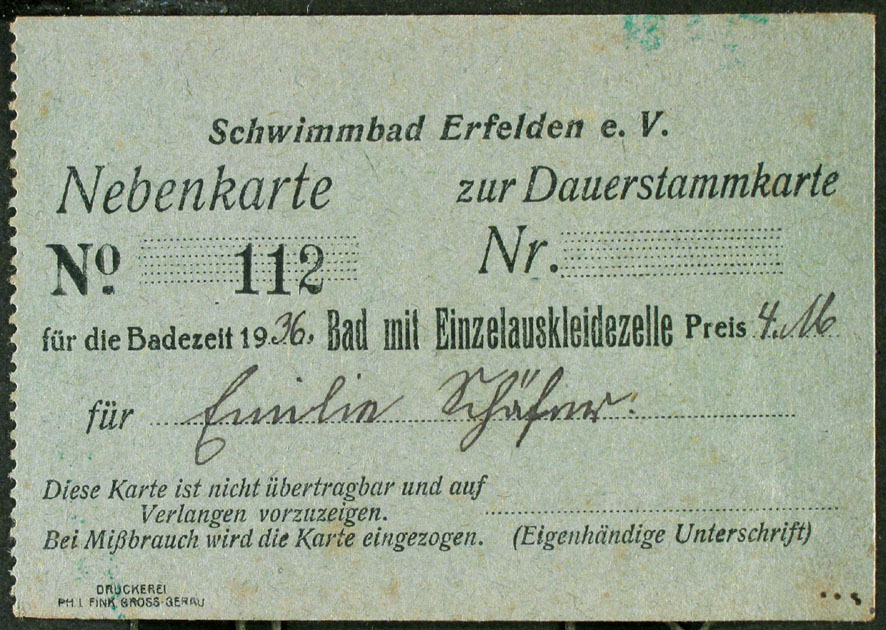 Schwimmbad Erfelden e. V.
Nebenkarte zur Dauerstammkarte
No. 112 Nr.
für die Badezeit 1936, Bad mit Einzelauskleidezelle Preis 4.M
für Emilie Schäfer.
Diese Karte ist nicht übertragbar und auf
Verlangen vorzuzeigen.
Bei Mißbrauch wird die Karte eingezogen. (Eigenhändige Unterschrift)
DRUCKEREI
PH. I. FINK, GROSS-GERAU